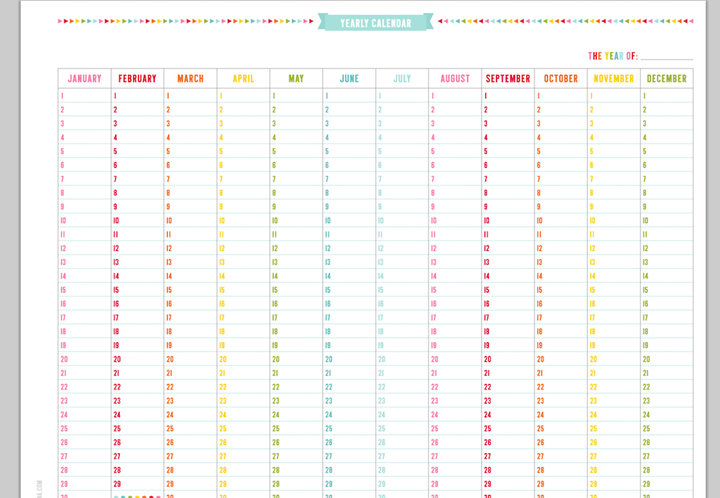 YEARLY CALENDAR
THE YEAR OF:
JANUARY FEBRUARY MARCH APRIL MAY JUNE JULY AUGUST SEPTEMBER OCTOBER NOVEMBER DECEMBER
1 1 1 1 1 1 1 1 1 1 1 1
2 2 2 2 2 2 2 2 2 2 2 2
3 3 3 3 3 3 3 3 3 3 3 3
4 4 4 4 4 4 4 4 4 4 4 4
5 5 5 5 5 5 5 5 5 5 5 5
6 6 6 6 6 6 6 6 6 6 6 6
7 7 7 7 7 7 7 7 7 7 7 7
8 8 8 8 8 8 8 8 8 8 8 8
9 9 9 9 9 9 9 9 9 9 9 9
10 10 10 10 10 10 10 10 10 10 10 10
11 11 11 11 11 11 11 11 11 11 11 11
12 12 12 12 12 12 12 12 12 12 12 12
13 13 13 13 13 13 13 13 13 13 13 13
14 14 14 14 14 14 14 14 14 14 14 14
15 15 15 15 15 15 15 15 15 15 15 15
16 16 16 16 16 16 16 16 16 16 16 16
17 17 17 17 17 17 17 17 17 17 17 17
18 18 18 18 18 18 18 18 18 18 18 18
19 19 19 19 19 19 19 19 19 19 19 19
20 20 20 20 20 20 20 20 20 20 20 20
21 21 21 21 21 21 21 21 21 21 21 21
22 22 22 22 22 22 22 22 22 22 22 22
23 23 23 23 23 23 23 23 23 23 23 23
24 24 24 24 24 24 24 24 24 24 24 24
25 25 25 25 25 25 25 25 25 25 25 25
26 26 26 26 26 26 26 26 26 26 26 26
27 27 27 27 27 27 27 27 27 27 27 27
28 28 28 28 28 28 28 28 28 28 28 28
29 29 29 29 29 29 29 29 29 29 29 29